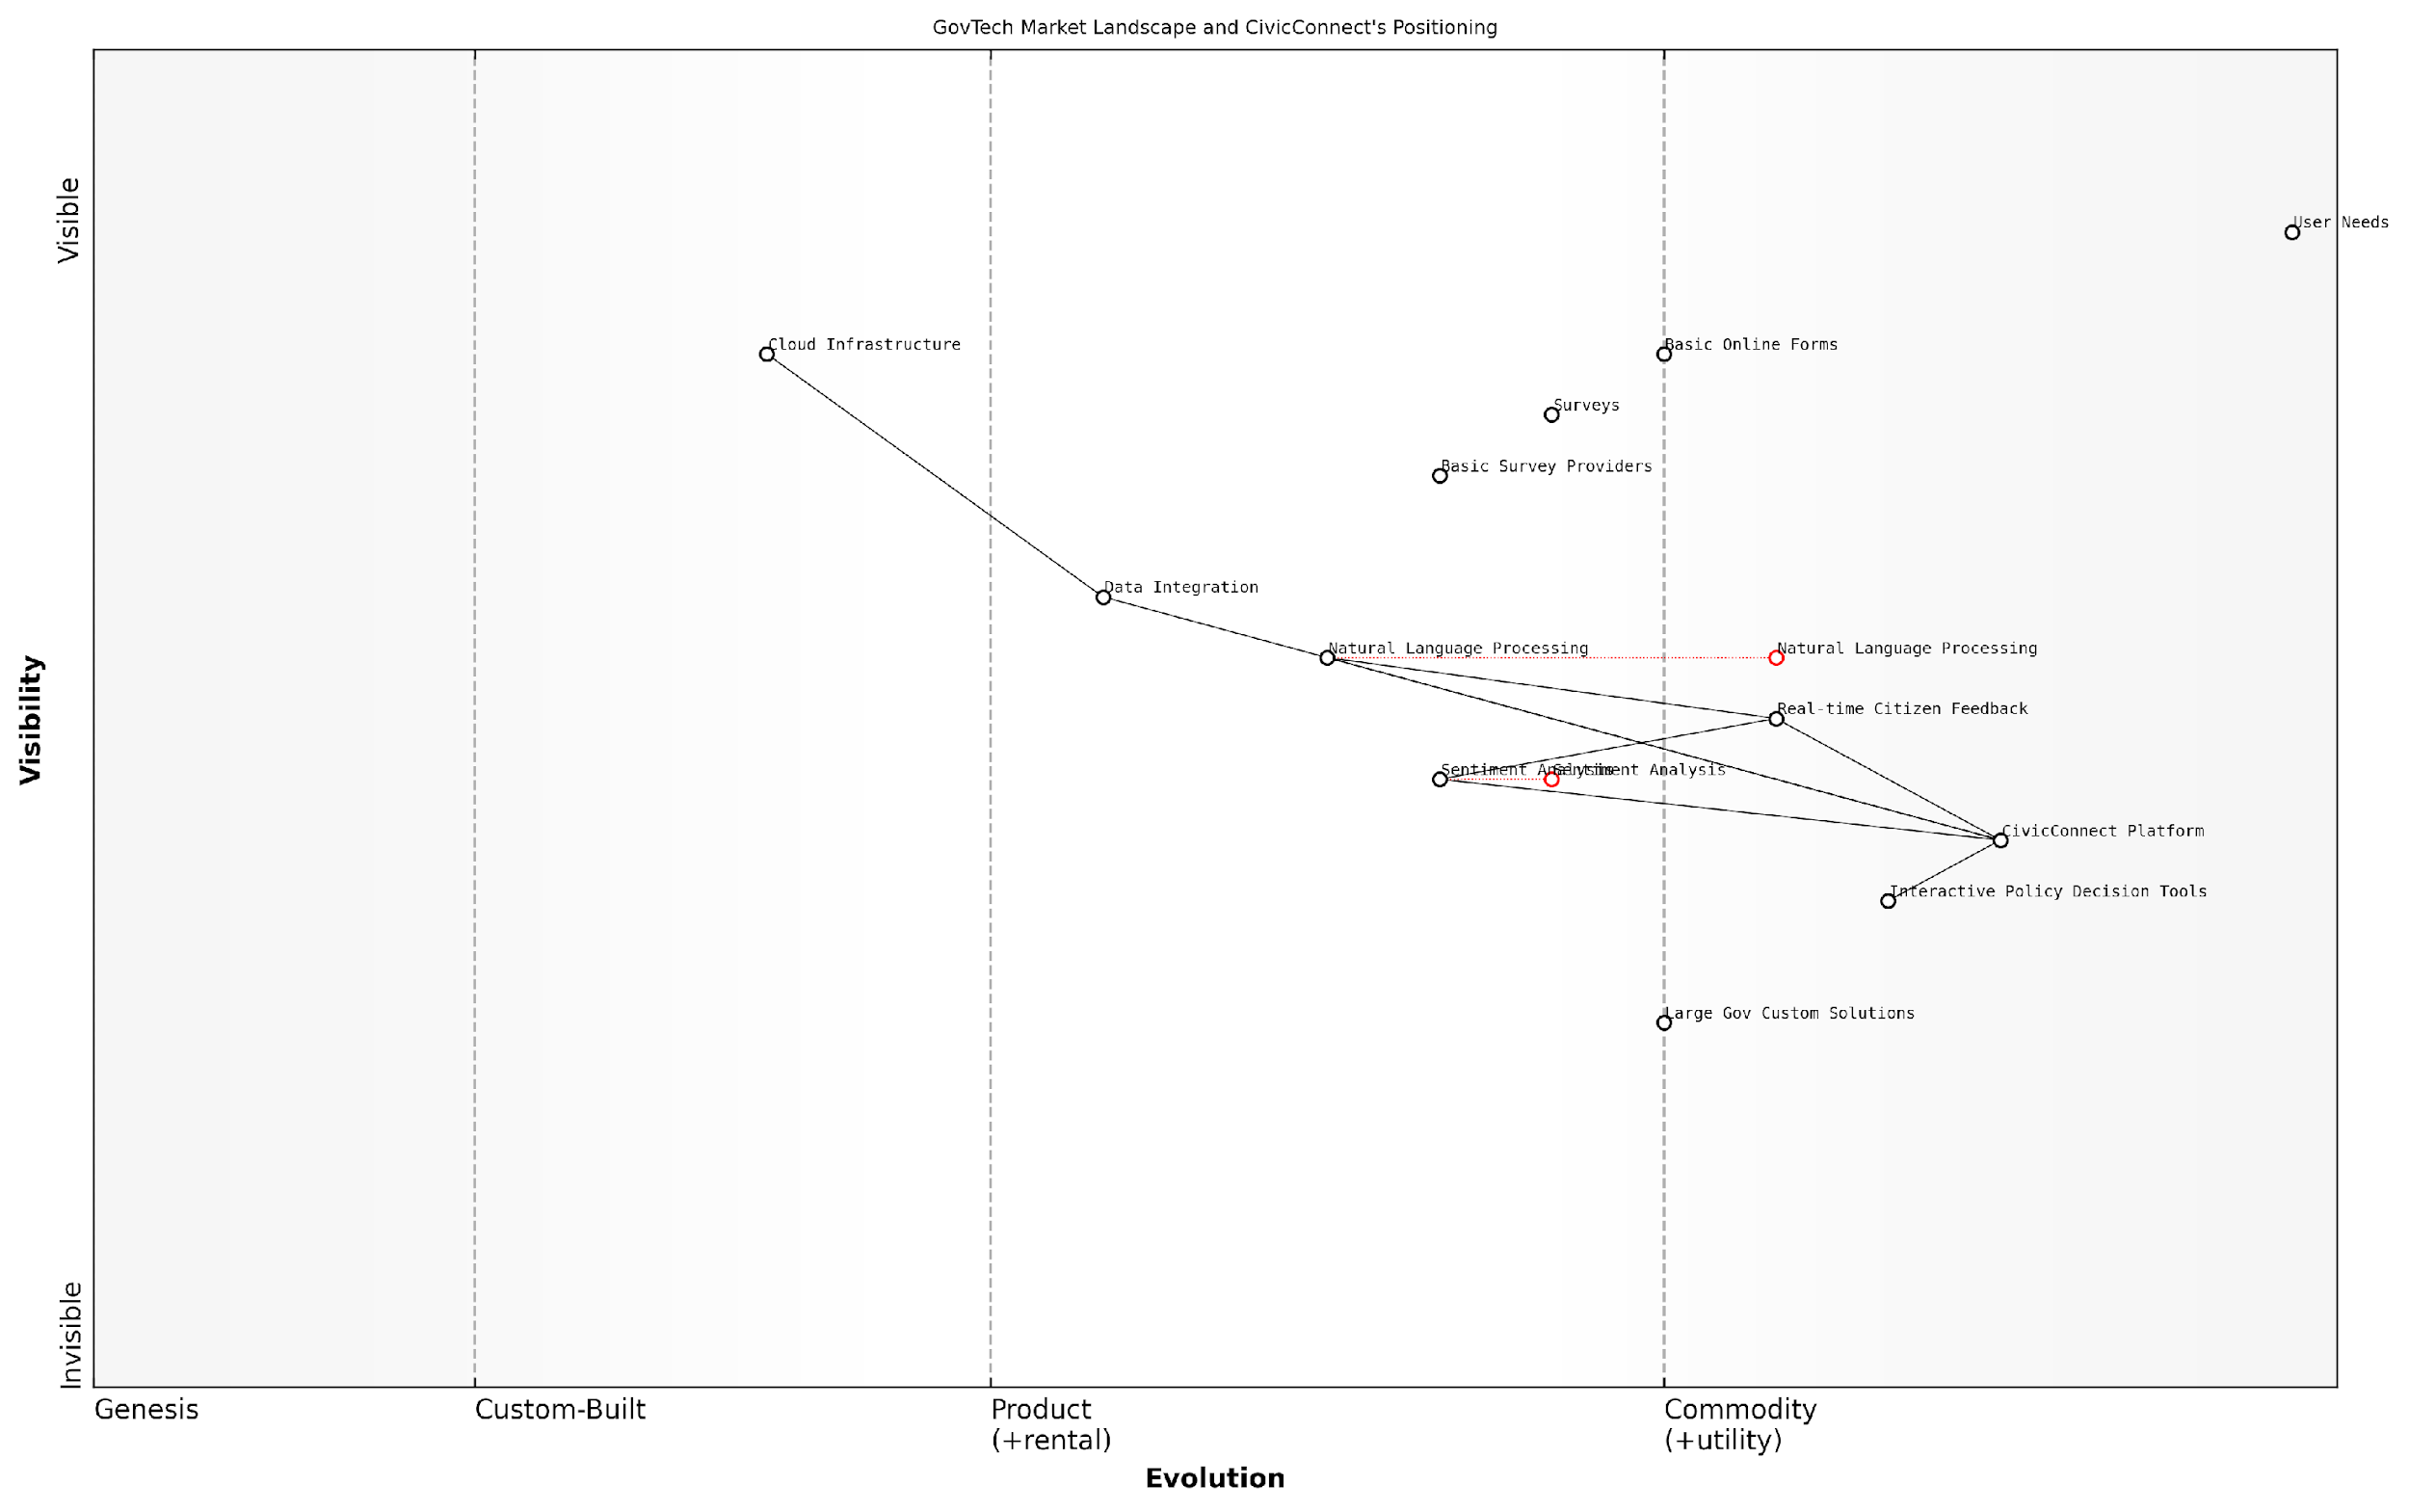 GovTech Market Landscape and CivicConnect's Positioning
Visible
User Needs
Cloud Infrastructure
Basic Online Forms
Surveys
Basic Survey Providers
Data Integration
Natural Language Processing
Natural Language Processing
Visibility
Real-time Citizen Feedback
Sentiment Analysis
Sentiment Analysis
CivicConnect Platform
Interactive Policy Decision Tools
Large Gov Custom Solutions
Invisible
Genesis
Custom-Built
Product
(+rental)
Commodity
(+utility)
Evolution